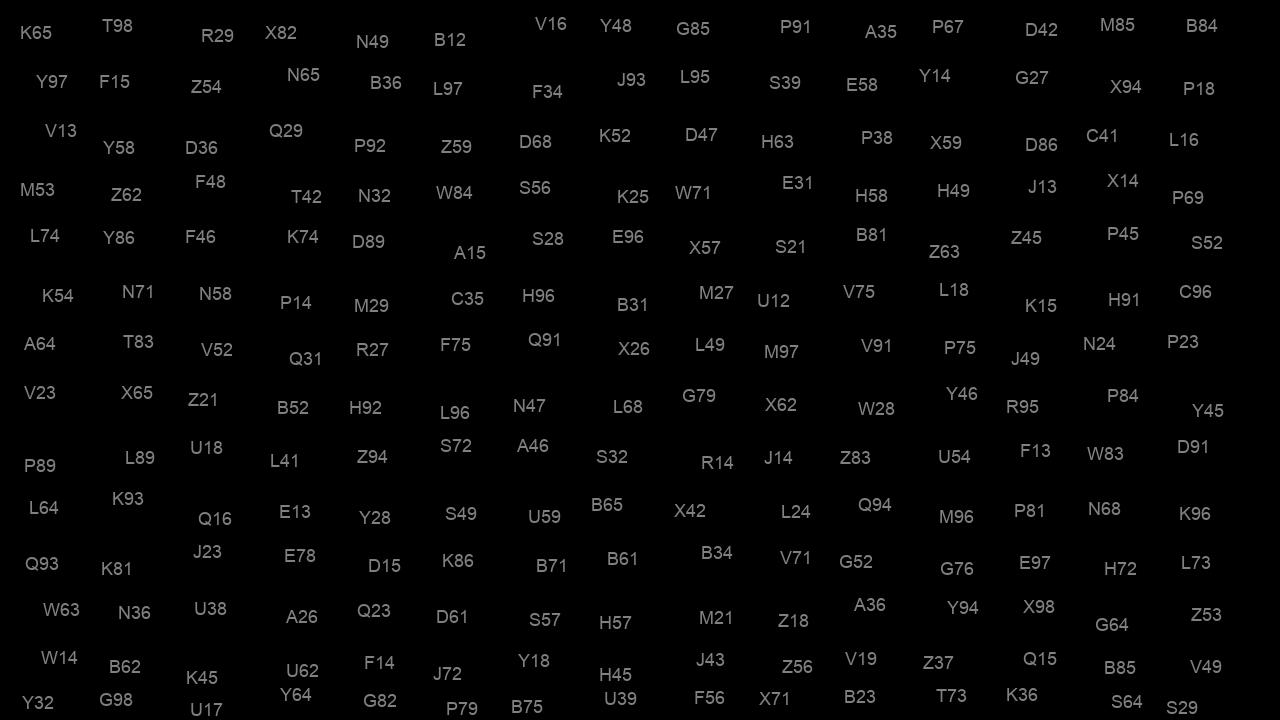 K65 T98 R29 X82 N49 B12 V16 Y48 G85 P91 A35 P67 D42 M85 B84
Y97 F15 Z54 N65 B36 L97 F34 J93 L95 S39 E58 Y14 G27 X94 P18
V13 Y58 D36 Q29 P92 Z59 D68 K52 D47 H63 P38 X59 D86 C41 L16
M53 Z62 F48 T42 N32 W84 S56 K25 W71 E31 H58 H49 J13 X14 P69
L74 Y86 F46 K74 D89 A15 S28 E96 X57 S21 B81 Z63 Z45 P45 S52
K54 N71 N58 P14 M29 C35 H96 B31 M27 U12 V75 L18 K15 H91 C96
A64 T83 V52 Q31 R27 F75 Q91 X26 L49 M97 V91 P75 J49 N24 P23
V23 X65 Z21 B52 H92 L96 N47 L68 G79 X62 W28 Y46 R95 P84 Y45
P89 L89 U18 L41 Z94 S72 A46 S32 R14 J14 Z83 U54 F13 W83 D91
L64 K93 Q16 E13 Y28 S49 U59 B65 X42 L24 Q94 M96 P81 N68 K96
Q93 K81 J23 E78 D15 K86 B71 B61 B34 V71 G52 G76 E97 H72 L73
W63 N36 U38 A26 Q23 D61 S57 H57 M21 Z18 A36 Y94 X98 G64 Z53
W14 B62 K45 U62 F14 J72 Y18 H45 J43 Z56 V19 Z37 Q15 B85 V49
Y32 G98 U17 Y64 G82 P79 B75 U39 F56 X71 B23 T73 K36 S64 S29